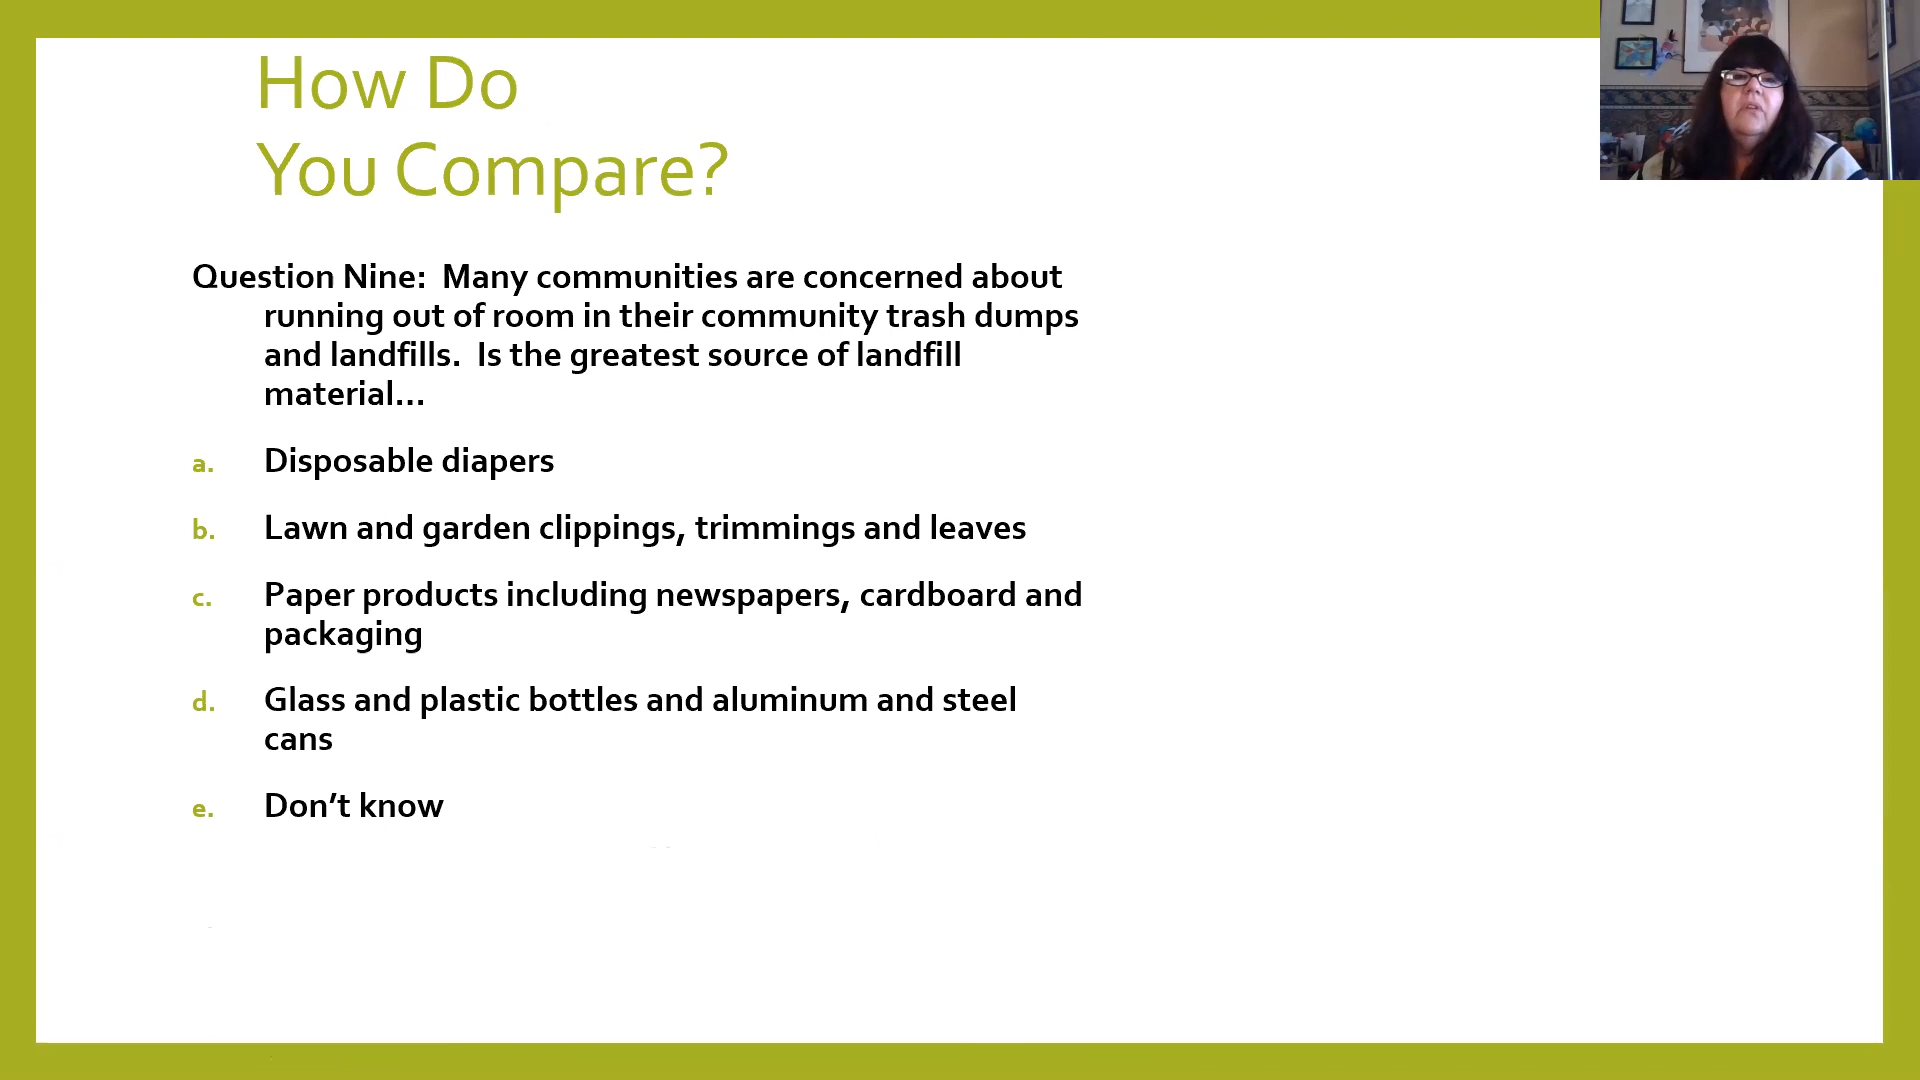 How Do
You Compare?
Question Nine:  Many communities are concerned about
running out of room in their community trash dumps
and landfills.  Is the greatest source of landfill
material…
a. Disposable diapers
b. Lawn and garden clippings, trimmings and leaves
c. Paper products including newspapers, cardboard and
packaging
d. Glass and plastic bottles and aluminum and steel
cans
e. Don’t know